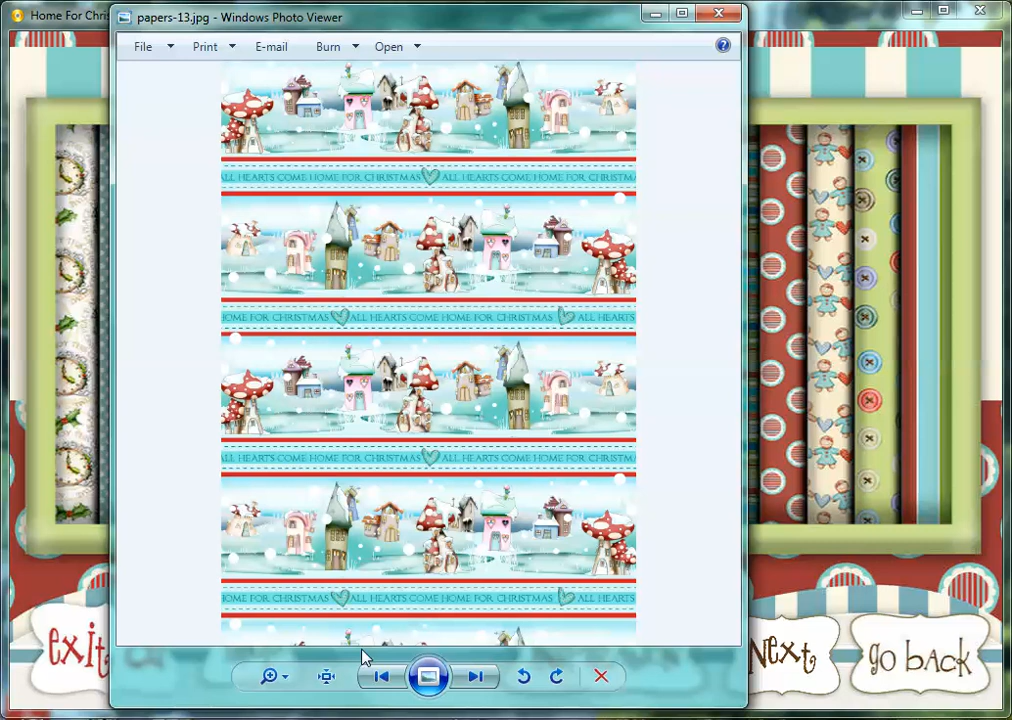 Home For Chris
papers-13.jpg - Windows Photo Viewer
File Print E-mail Burn Open
ALL HEARTS COME HOME FOR CHRISTMAS ALL HEARTS COME HOME FOR CHRISTM
HOME FOR CHRISTMAS ALL HEARTS COME HOME FOR CHRISTMAS ALL HEARTS
ALL HEARTS COME HOME FOR CHRISTMAS ALL HEARTS COME HOME FOR CHRISTM
HOME FOR CHRISTMAS ALL HEARTS COME HOME FOR CHRISTMAS ALL HEARTS
exit
Next
go back